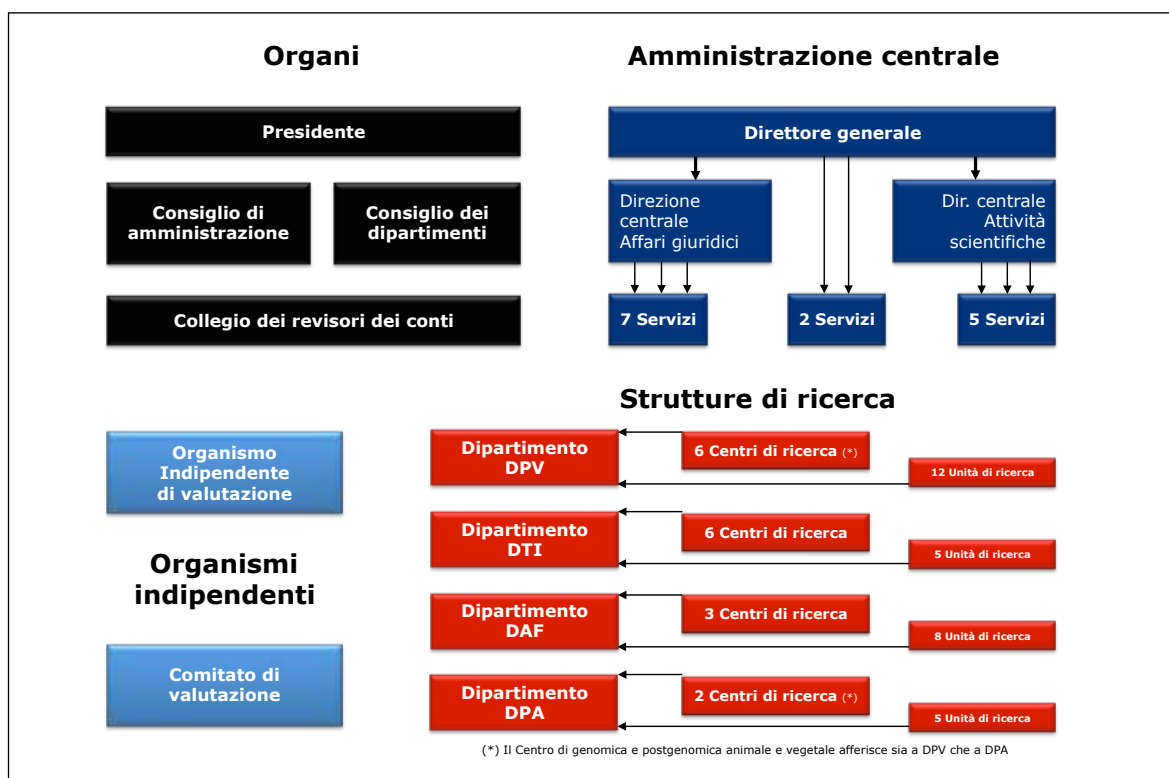 Organi
Presidente
Consiglio di
amministrazione
Consiglio dei
dipartimenti
Collegio dei revisori dei conti
Amministrazione centrale
Direttore generale
Direzione
centrale
Affari giuridici
Dir. centrale
Attività
scientifiche
7 Servizi
2 Servizi
5 Servizi
Organismo
Indipendente
di valutazione
Organismi
indipendenti
Comitato di
valutazione
Strutture di ricerca
Dipartimento
DPV
6 Centri di ricerca (*)
12 Unità di ricerca
Dipartimento
DTI
6 Centri di ricerca
5 Unità di ricerca
Dipartimento
DAF
3 Centri di ricerca
8 Unità di ricerca
Dipartimento
DPA
2 Centri di ricerca (*)
5 Unità di ricerca
(*) Il Centro di genomica e postgenomica animale e vegetale afferisce sia a DPV che a DPA